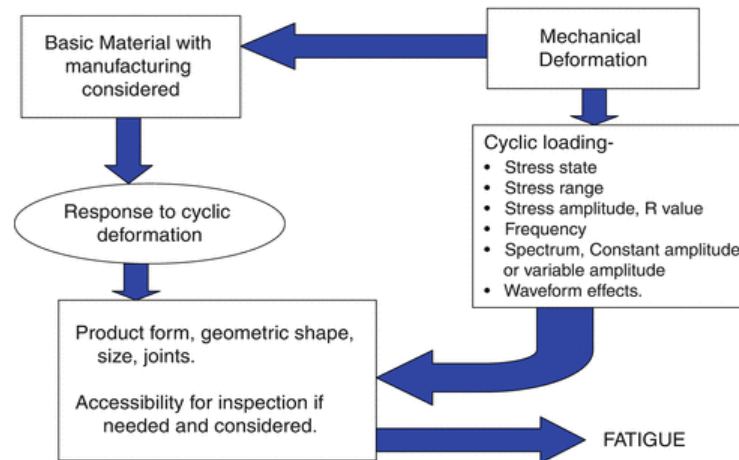 Basic Material with
manufacturing
considered
Mechanical
Deformation
Cyclic loading-
• Stress state
• Stress range
• Stress amplitude, R value
• Frequency
• Spectrum, Constant amplitude
or variable amplitude
• Waveform effects.
Response to cyclic
deformation
Product form, geometric shape,
size, joints.
Accessibility for inspection if
needed and considered.
FATIGUE